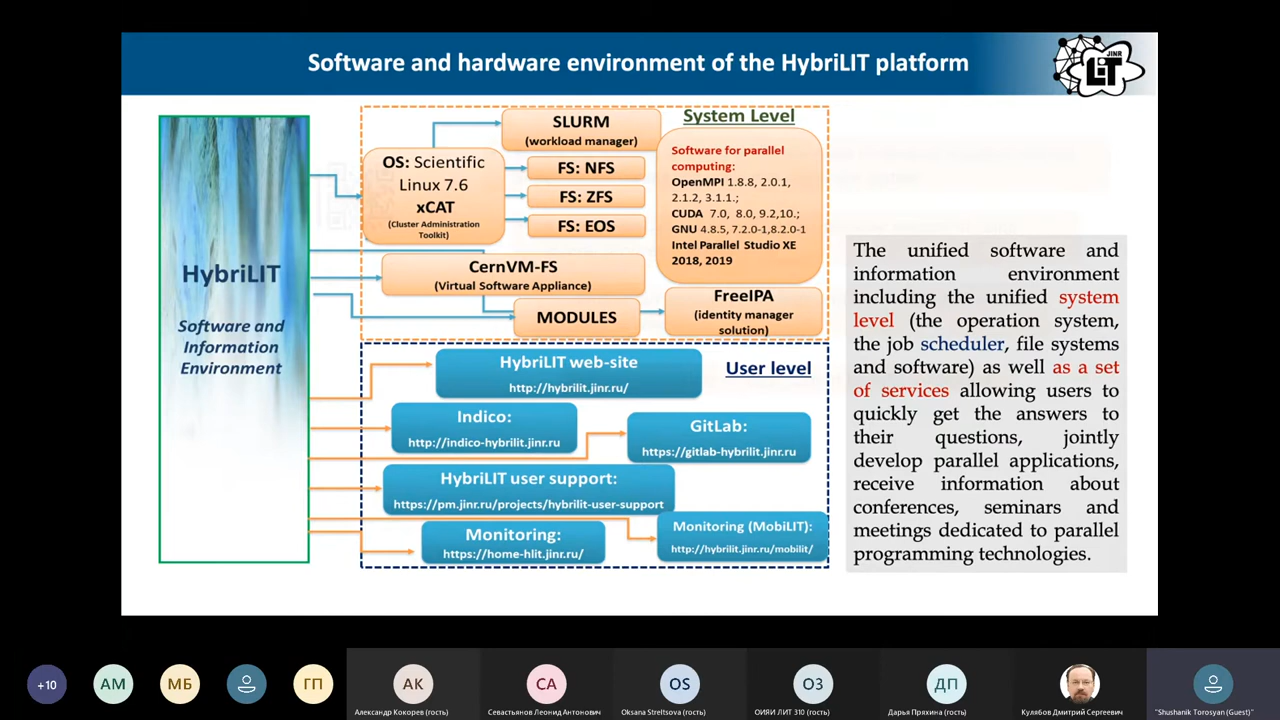 Software and hardware environment of the HybriLIT platform
JINR
LIT
HybriLIT
Software and
Information
Environment
System Level
SLURM
(workload manager)
OS: Scientific
Linux 7.6
xCAT
(Cluster Administration
Toolkit)
FS: NFS
FS: ZFS
FS: EOS
Software for parallel
computing:
OpenMPI 1.8.8, 2.0.1,
2.1.2, 3.1.1.;
CUDA 7.0, 8.0, 9.2,10.;
GNU 4.8.5, 7.2.0-1,8.2.0-1
Intel Parallel Studio XE
2018, 2019
CernVM-FS
(Virtual Software Appliance)
MODULES
FreeIPA
(identity manager
solution)
User level
HybriLIT web-site
http://hybrilit.jinr.ru/
Indico:
http://indico-hybrilit.jinr.ru
GitLab:
https://gitlab-hybrilit.jinr.ru
HybriLIT user support:
https://pm.jinr.ru/projects/hybrilit-user-support
Monitoring:
https://home-hlit.jinr.ru/
Monitoring (MobiLIT):
http://hybrilit.jinr.ru/mobilit/
The unified software and
information environment
including the unified system
level (the operation system,
the job scheduler, file systems
and software) as well as a set
of services allowing users to
quickly get the answers to
their questions, jointly
develop parallel applications,
receive information about
conferences, seminars and
meetings dedicated to parallel
programming technologies.
+10
АМ
МБ
ГП
АК
Александр Кокорев (гость)
СА
Севастьянов Леонид Антонович
OS
Oksana Streltsova (гость)
ОЗ
ОИЯИ ЛИТ 310 (гость)
ДП
Дарья Пряхина (гость)
Кулябов Дмитрий Сергеевич
"Shushanik Torosyan (Guest)"